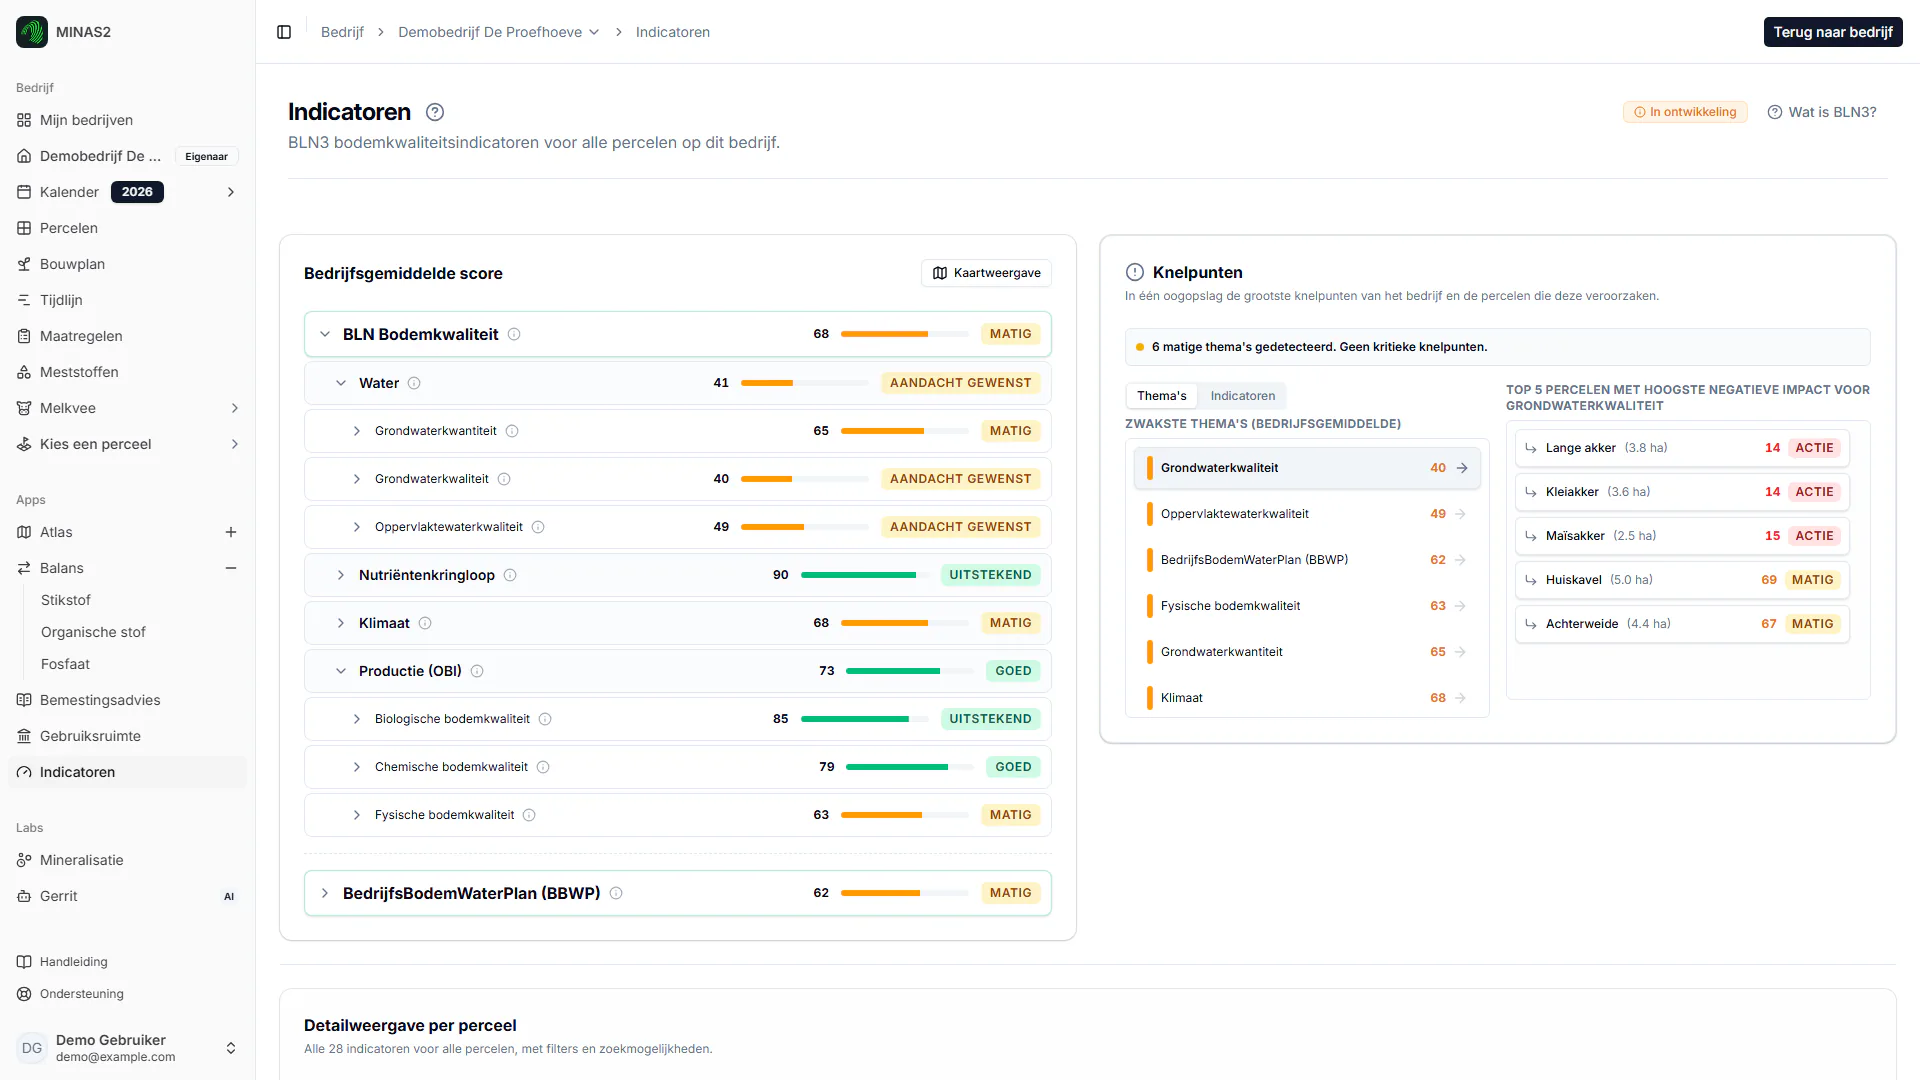 MINAS2
Bedrijf
Mijn bedrijven
Demobedrijf De ... Eigenaar
Kalender 2026
Percelen
Bouwplan
Tijdlijn
Maatregelen
Meststoffen
Melkvee
Kies een perceel
Apps
Atlas
Balans
Stikstof
Organische stof
Fosfaat
Bemestingsadvies
Gebruiksruimte
Indicatoren
Labs
Mineralisatie
Gerrit AI
Handleiding
Ondersteuning
DG Demo Gebruiker
demo@example.com
Bedrijf Demobedrijf De Proefhoeve Indicatoren
Terug naar bedrijf
Indicatoren
In ontwikkeling
Wat is BLN3?
BLN3 bodemkwaliteitsindicatoren voor alle percelen op dit bedrijf.
Bedrijfsgemiddelde score
Kaartweergave
BLN Bodemkwaliteit 68 MATIG
Water 41 AANDACHT GEWENST
Grondwaterkwantiteit 65 MATIG
Grondwaterkwaliteit 40 AANDACHT GEWENST
Oppervlaktewaterkwaliteit 49 AANDACHT GEWENST
Nutriëntenkringloop 90 UITSTEKEND
Klimaat 68 MATIG
Productie (OBI) 73 GOED
Biologische bodemkwaliteit 85 UITSTEKEND
Chemische bodemkwaliteit 79 GOED
Fysische bodemkwaliteit 63 MATIG
BedrijfsBodemWaterPlan (BBWP) 62 MATIG
Knelpunten
In één oogopslag de grootste knelpunten van het bedrijf en de percelen die deze veroorzaken.
6 matige thema's gedetecteerd. Geen kritieke knelpunten.
Thema's Indicatoren
ZWAKSTE THEMA'S (BEDRIJFSGEMIDDELDE)
Grondwaterkwaliteit 40
Oppervlaktewaterkwaliteit 49
BedrijfsBodemWaterPlan (BBWP) 62
Fysische bodemkwaliteit 63
Grondwaterkwantiteit 65
Klimaat 68
TOP 5 PERCELEN MET HOOGSTE NEGATIEVE IMPACT VOOR
GRONDWATERKWALITEIT
Lange akker (3.8 ha) 14 ACTIE
Kleiakker (3.6 ha) 14 ACTIE
Maïsakker (2.5 ha) 15 ACTIE
Huiskavel (5.0 ha) 69 MATIG
Achterweide (4.4 ha) 67 MATIG
Detailweergave per perceel
Alle 28 indicatoren voor alle percelen, met filters en zoekmogelijkheden.